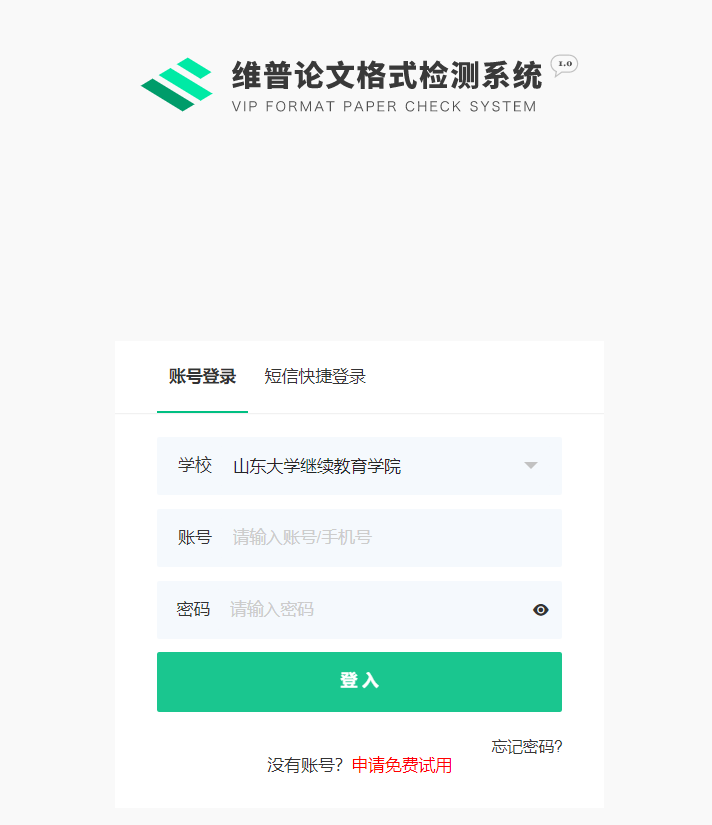 维普论文格式检测系统 1.0
VIP FORMAT PAPER CHECK SYSTEM
账号登录 短信快捷登录
学校 山东大学继续教育学院
账号 请输入账号/手机号
密码 请输入密码
登入
忘记密码?
没有账号? 申请免费试用